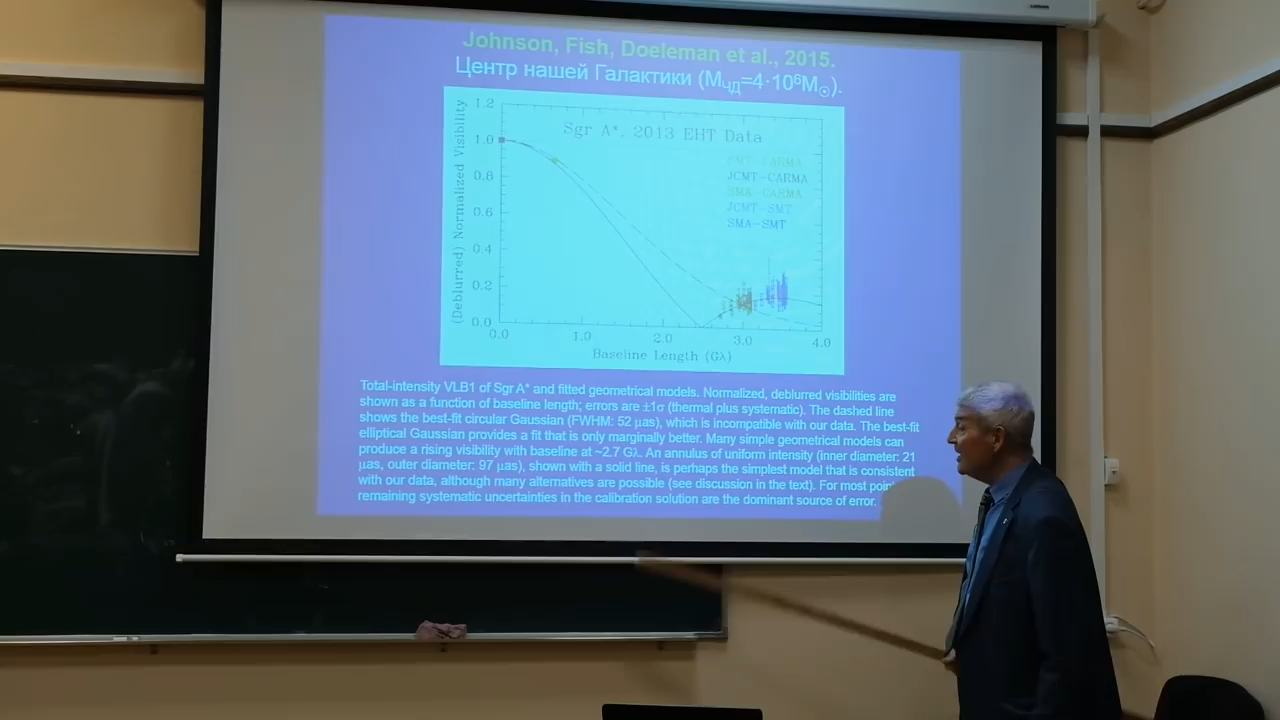 Johnson, Fish, Doeleman et al., 2015.
Центр нашей Галактики (MЧД=4·10⁶M☉).
Sgr A*, 2013 EHT Data
JCMT-CARMA
SMA-CARMA
JCMT-SMT
SMA-SMT
(Deblurred) Normalized Visibility
1.2
1.0
0.8
0.6
0.4
0.2
0.0
0.0 1.0 2.0 3.0 4.0
Baseline Length (Gλ)
Total-intensity VLB1 of Sgr A* and fitted geometrical models. Normalized, deblurred visibilities are
shown as a function of baseline length; errors are ±1σ (thermal plus systematic). The dashed line
shows the best-fit circular Gaussian (FWHM: 52 μas), which is incompatible with our data. The best-fit
elliptical Gaussian provides a fit that is only marginally better. Many simple geometrical models can
produce a rising visibility with baseline at ~2.7 Gλ. An annulus of uniform intensity (inner diameter: 21
μas, outer diameter: 97 μas), shown with a solid line, is perhaps the simplest model that is consistent
with our data, although many alternatives are possible (see discussion in the text). For most
remaining systematic uncertainties in the calibration solution are the dominant source of error.